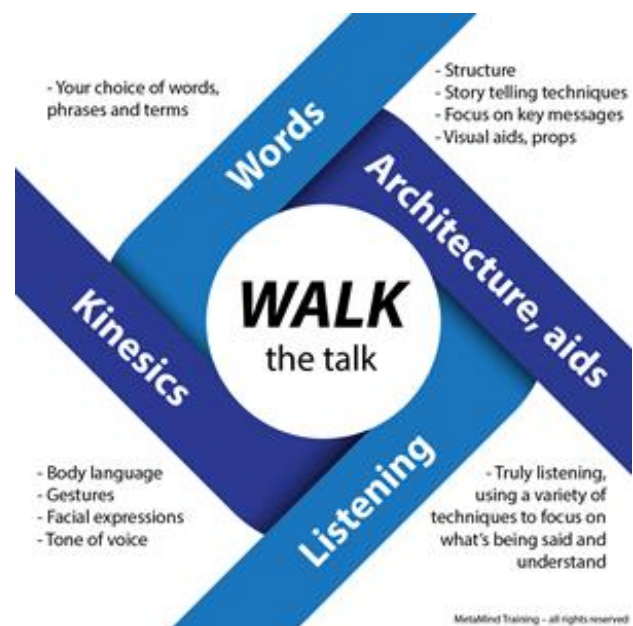 - Your choice of words,
phrases and terms
Words
- Structure
- Story telling techniques
- Focus on key messages
- Visual aids, props
Architecture, aids
WALK
the talk
Kinesics
- Body language
- Gestures
- Facial expressions
- Tone of voice
Listening
- Truly listening,
using a variety of
techniques to focus on
what's being said and
understand
MetaMind Training – all rights reserved